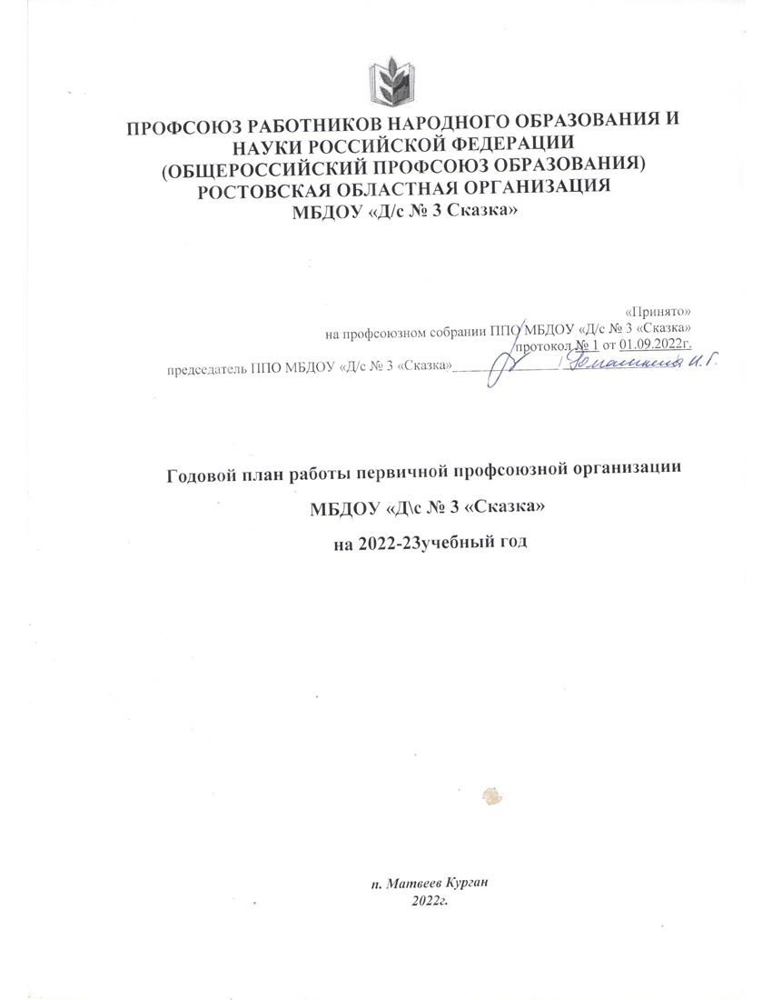 ПРОФСОЮЗ РАБОТНИКОВ НАРОДНОГО ОБРАЗОВАНИЯ И
НАУКИ РОССИЙСКОЙ ФЕДЕРАЦИИ
(ОБЩЕРОССИЙСКИЙ ПРОФСОЮЗ ОБРАЗОВАНИЯ)
РОСТОВСКАЯ ОБЛАСТНАЯ ОРГАНИЗАЦИЯ
МБДОУ «Д/с № 3 Сказка»
«Принято»
на профсоюзном собрании ППО МБДОУ «Д/с № 3 «Сказка»
протокол № 1 от 01.09.2022г.
председатель ППО МБДОУ «Д/с № 3 «Сказка»______________/ И. Г.
Годовой план работы первичной профсоюзной организации
МБДОУ «Д\с № 3 «Сказка»
на 2022-23учебный год
п. Матвеев Курган
2022г.